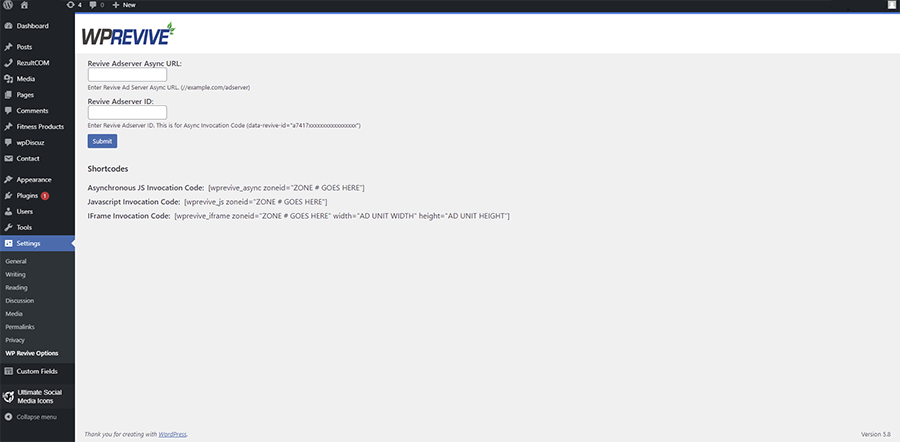 4 0 New
Dashboard
Posts
RezultCOM
Media
Pages
Comments
Fitness Products
wpDiscuz
Contact
Appearance
Plugins 1
Users
Tools
Settings
General
Writing
Reading
Discussion
Media
Permalinks
Privacy
WP Revive Options
Custom Fields
Ultimate Social
Media Icons
Collapse menu
WPREVIVE
Revive Adserver Async URL:
Enter Revive Ad Server Async URL. (//example.com/adserver)
Revive Adserver ID:
Enter Revive Adserver ID. This is for Async Invocation Code (data-revive-id="a7417xxxxxxxxxxxxxxxxx")
Submit
Shortcodes
Asynchronous JS Invocation Code: [wprevive_async zoneid="ZONE # GOES HERE"]
Javascript Invocation Code: [wprevive_js zoneid="ZONE # GOES HERE"]
IFrame Invocation Code: [wprevive_iframe zoneid="ZONE # GOES HERE" width="AD UNIT WIDTH" height="AD UNIT HEIGHT"]
Thank you for creating with WordPress.
Version 5.8